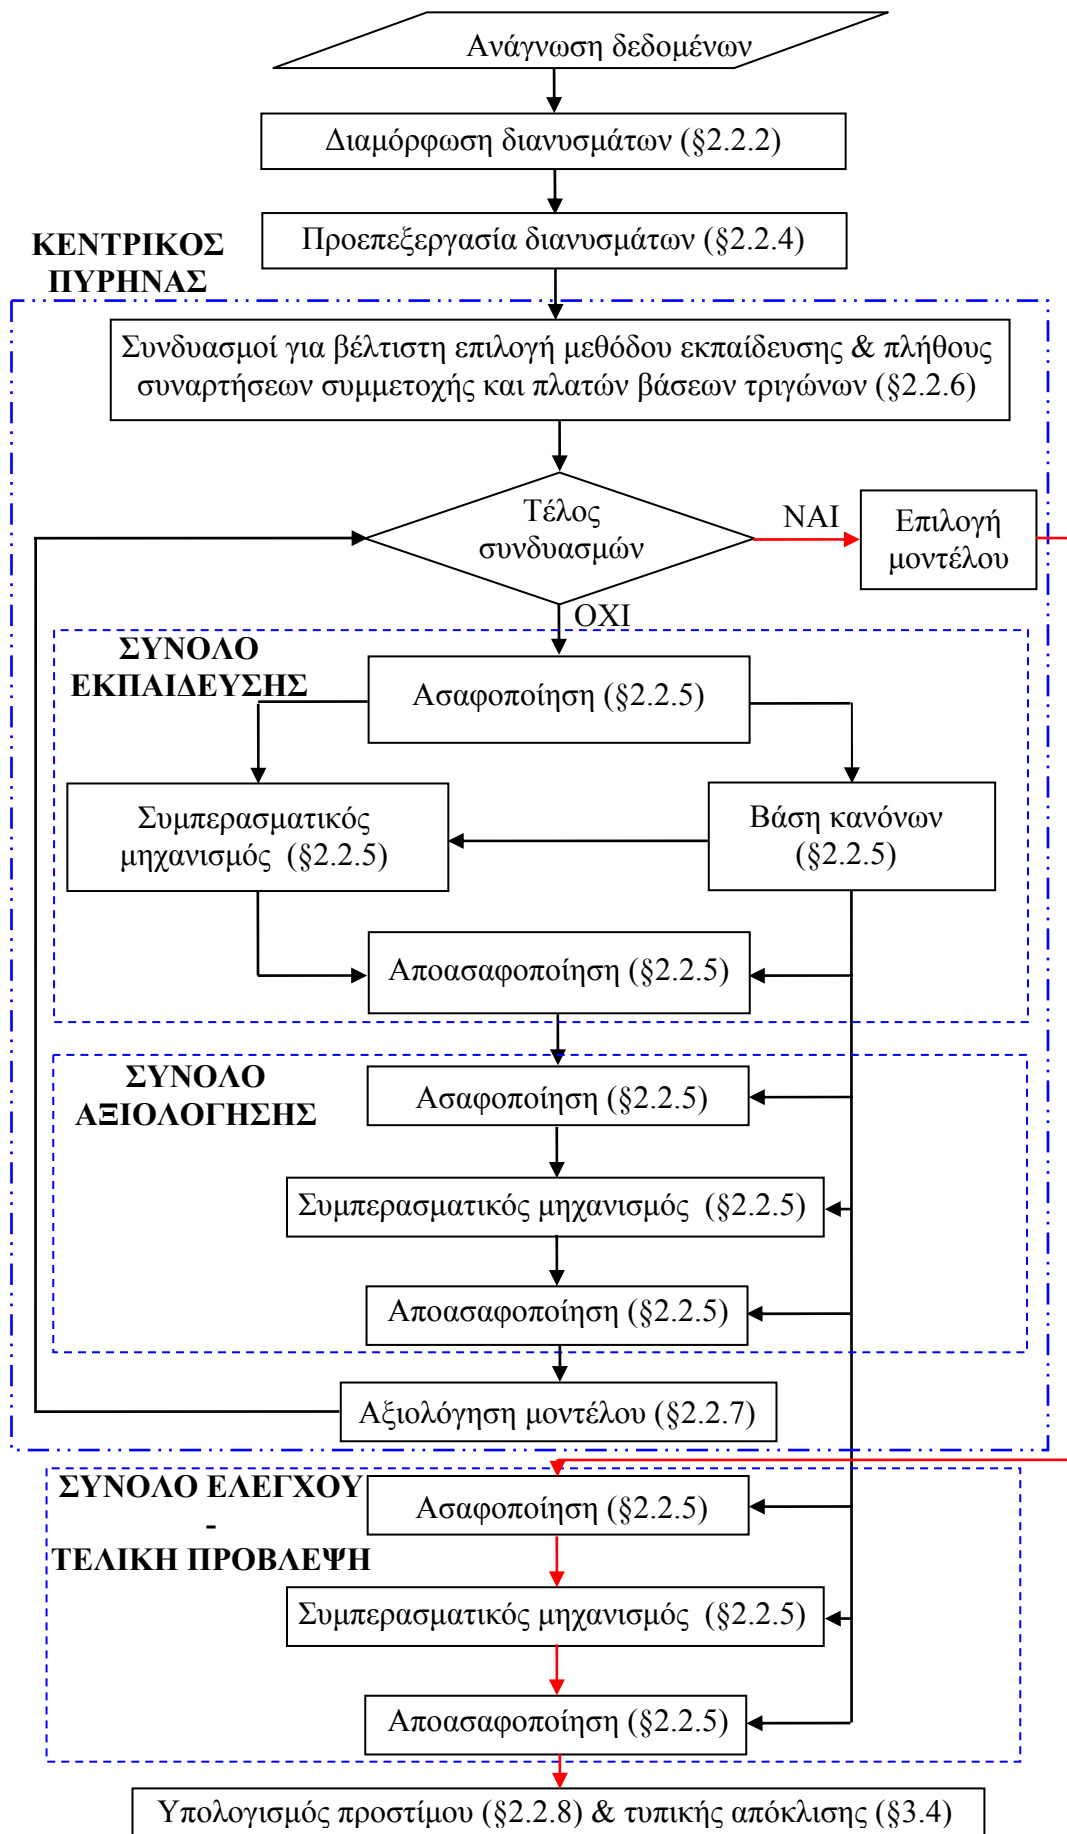 Ανάγνωση δεδομένων
Διαμόρφωση διανυσμάτων (§2.2.2)
Προεπεξεργασία διανυσμάτων (§2.2.4)
ΚΕΝΤΡΙΚΟΣ
ΠΥΡΗΝΑΣ
Συνδυασμοί για βέλτιστη επιλογή μεθόδου εκπαίδευσης & πλήθους
συναρτήσεων συμμετοχής και πλατών βάσεων τριγώνων (§2.2.6)
Τέλος
συνδυασμών
ΝΑΙ
Επιλογή
μοντέλου
ΟΧΙ
ΣΥΝΟΛΟ
ΕΚΠΑΙΔΕΥΣΗΣ
Ασαφοποίηση (§2.2.5)
Συμπερασματικός
μηχανισμός (§2.2.5)
Βάση κανόνων
(§2.2.5)
Αποασαφοποίηση (§2.2.5)
ΣΥΝΟΛΟ
ΑΞΙΟΛΟΓΗΣΗΣ
Ασαφοποίηση (§2.2.5)
Συμπερασματικός μηχανισμός (§2.2.5)
Αποασαφοποίηση (§2.2.5)
Αξιολόγηση μοντέλου (§2.2.7)
ΣΥΝΟΛΟ ΕΛΕΓΧΟΥ
-
ΤΕΛΙΚΗ ΠΡΟΒΛΕΨΗ
Ασαφοποίηση (§2.2.5)
Συμπερασματικός μηχανισμός (§2.2.5)
Αποασαφοποίηση (§2.2.5)
Υπολογισμός προστίμου (§2.2.8) & τυπικής απόκλισης (§3.4)